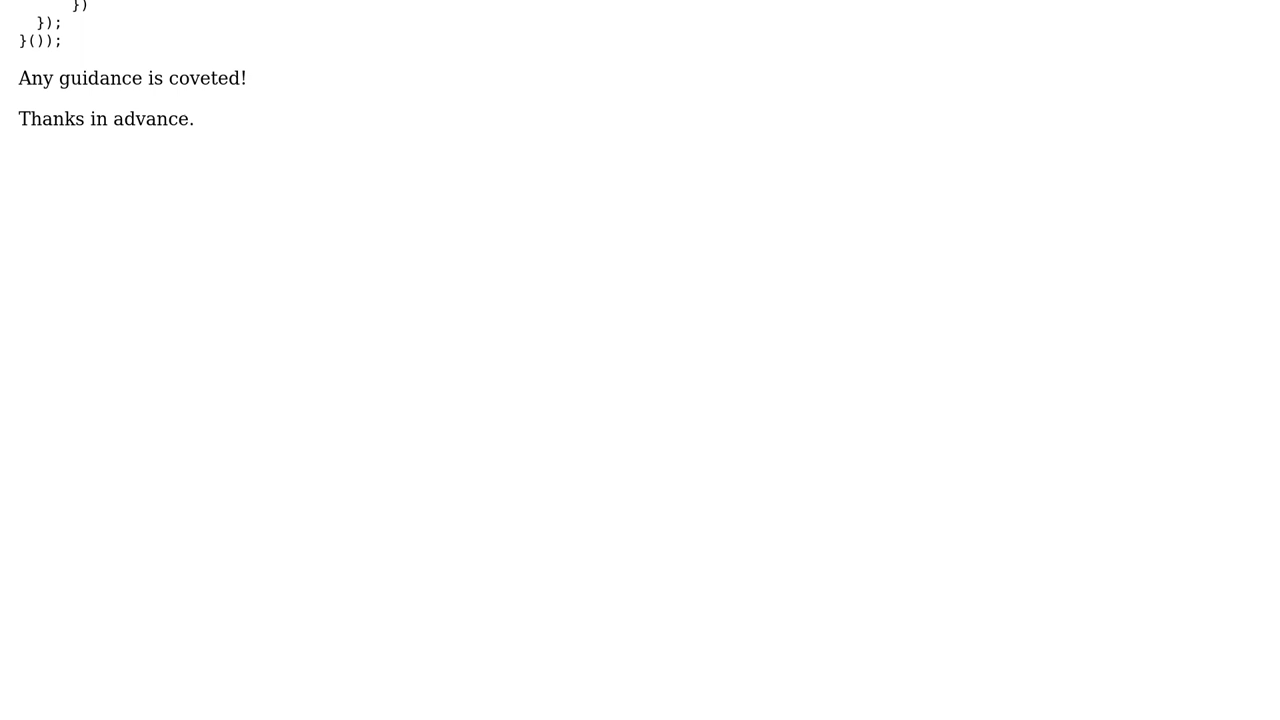 })
});
}());
Any guidance is coveted!
Thanks in advance.